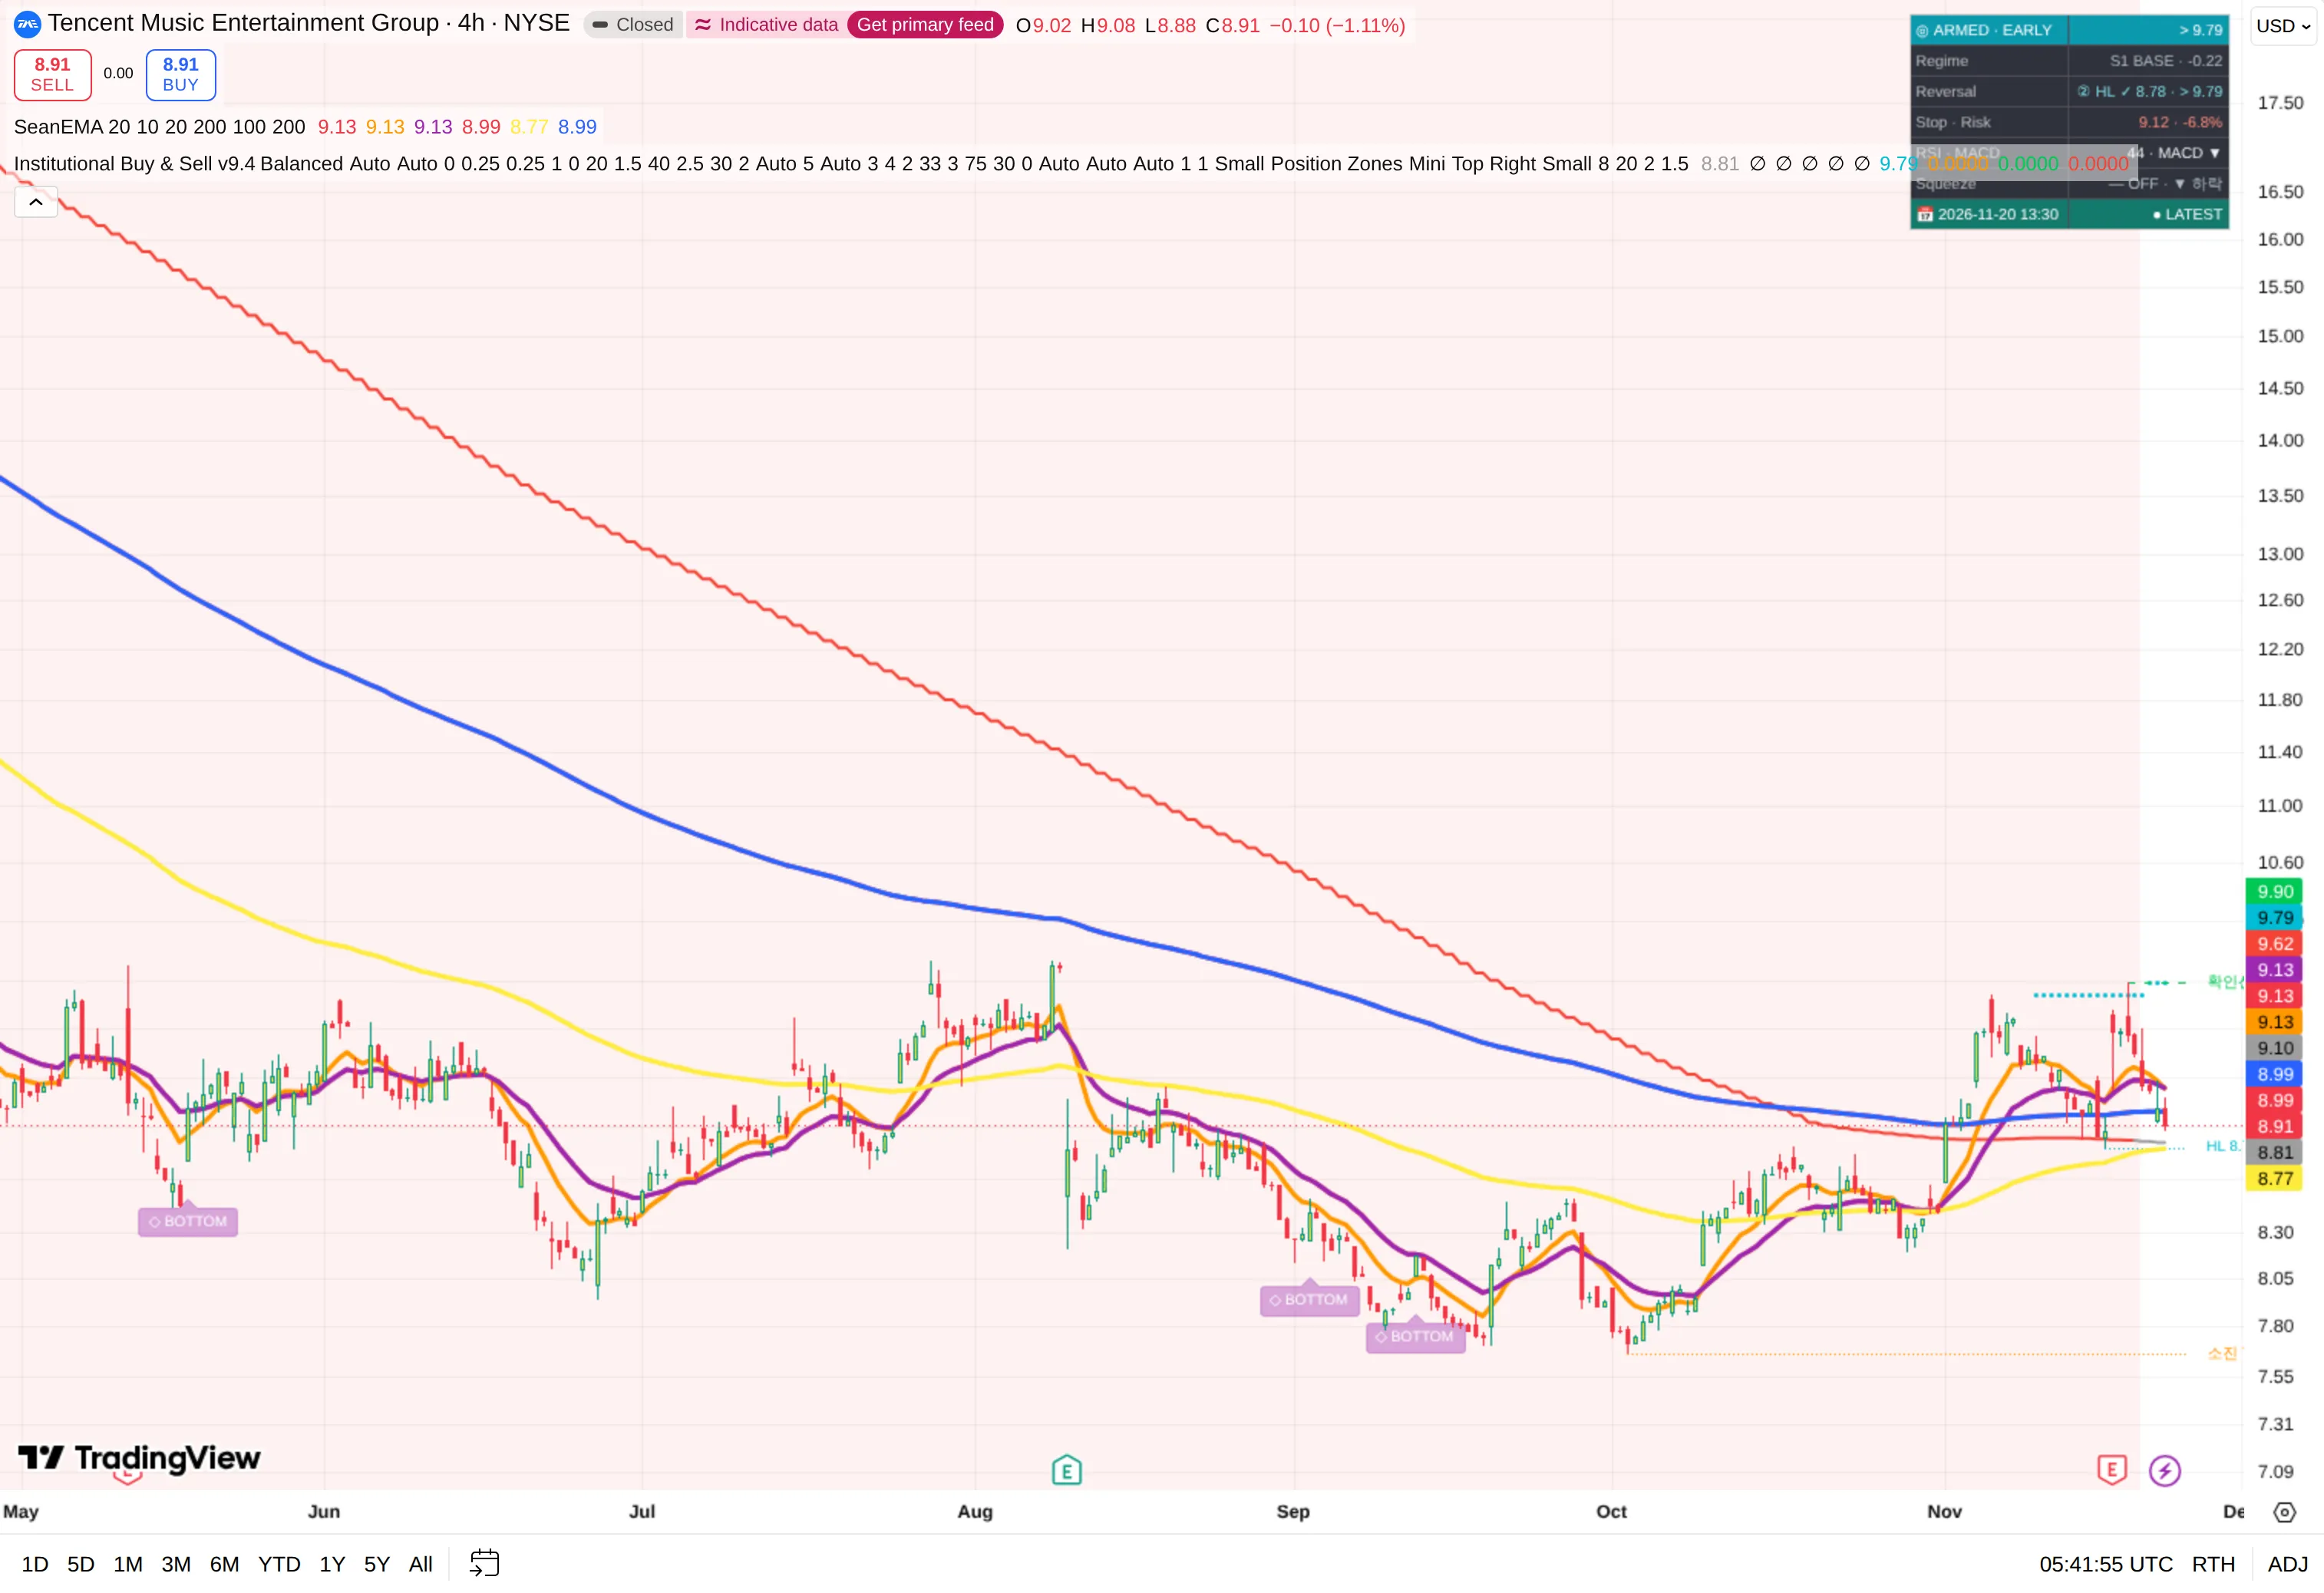 Tencent Music Entertainment Group · 4h · NYSE Closed Indicative data Get primary feed O9.02 H9.08 L8.88 C8.91 −0.10 (−1.11%)
USD
8.91 SELL 0.00 8.91 BUY
SeanEMA 20 10 20 200 100 200 9.13 9.13 9.13 8.99 8.77 8.99
Institutional Buy & Sell v9.4 Balanced Auto Auto 0 0.25 0.25 1 0 20 1.5 40 2.5 30 2 Auto 5 Auto 3 4 2 33 3 75 30 0 Auto Auto Auto 1 1 Small Position Zones Mini Top Right Small 8 20 2 1.5 8.81 ∅ ∅ ∅ ∅ ∅ 9.79 0.0000 0.0000 0.0000
◎ ARMED · EARLY > 9.79
Regime S1 BASE · -0.22
Reversal ② HL ✓ 8.78 · > 9.79
Stop · Risk 9.12 · -6.8%
RSI · MACD 44 · MACD ▼
Squeeze — OFF · ▼ 하락
📅 2026-11-20 13:30 ● LATEST
17.50
16.50
16.00
15.50
15.00
14.50
14.00
13.50
13.00
12.60
12.20
11.80
11.40
11.00
10.60
9.90
9.79
9.62
9.13
9.13
9.13
9.10
8.99
8.99
8.91
8.81
8.77
8.30
8.05
7.80
7.55
7.31
7.09
HL 8.
소진
◇ BOTTOM
◇ BOTTOM
◇ BOTTOM
TradingView
E
E
May Jun Jul Aug Sep Oct Nov De
1D 5D 1M 3M 6M YTD 1Y 5Y All
05:41:55 UTC RTH ADJ